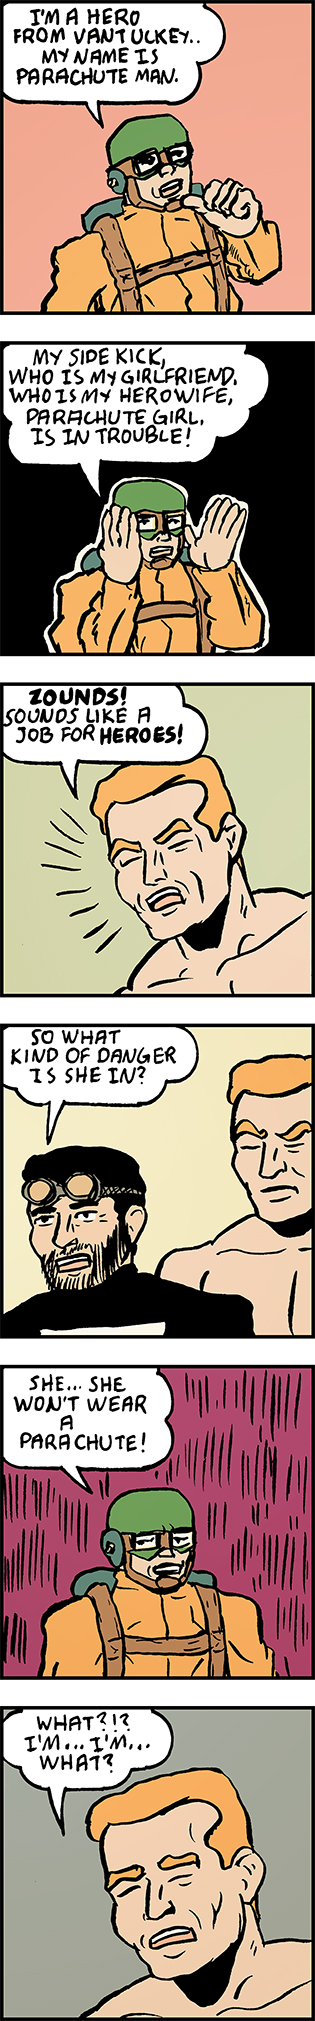 I'M A HERO
FROM VANTUCKEY..
MY NAME IS
PARACHUTE MAN.
MY SIDE KICK,
WHO IS MY GIRLFRIEND,
WHO IS MY HEROWIFE,
PARACHUTE GIRL,
IS IN TROUBLE!
ZOUNDS!
SOUNDS LIKE A
JOB FOR HEROES!
SO WHAT
KIND OF DANGER
IS SHE IN?
SHE... SHE
WON'T WEAR
A
PARACHUTE!
WHAT?!?
I'M... I'M...
WHAT?